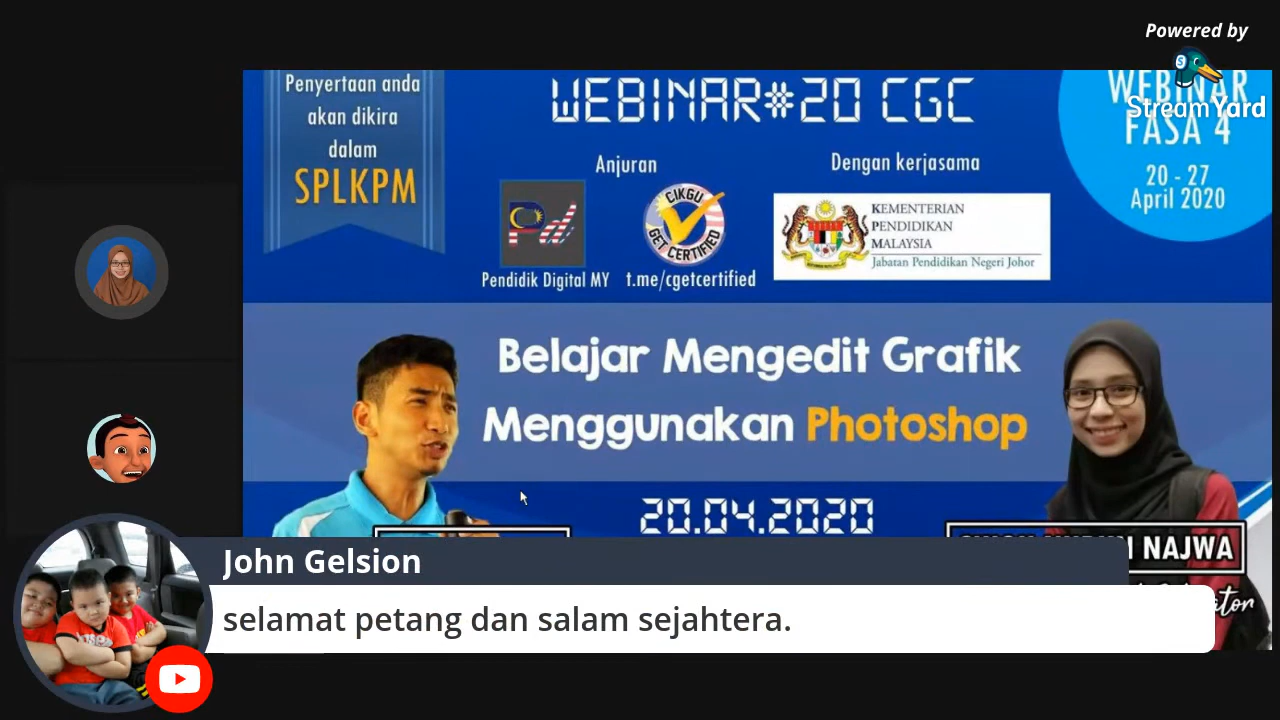 Powered by
StreamYard
Penyertaan anda
akan dikira
dalam
SPLKPM
WEBINAR#20 CGC
WEBINAR
FASA 4
20 - 27
April 2020
Anjuran
Dengan kerjasama
CIKGU
GET CERTIFIED
KEMENTERIAN
PENDIDIKAN
MALAYSIA
Jabatan Pendidikan Negeri Johor
Pendidik Digital MY
t.me/cgetcertified
Belajar Mengedit Grafik
Menggunakan Photoshop
20.04.2020
NAJWA
John Gelsion
selamat petang dan salam sejahtera.